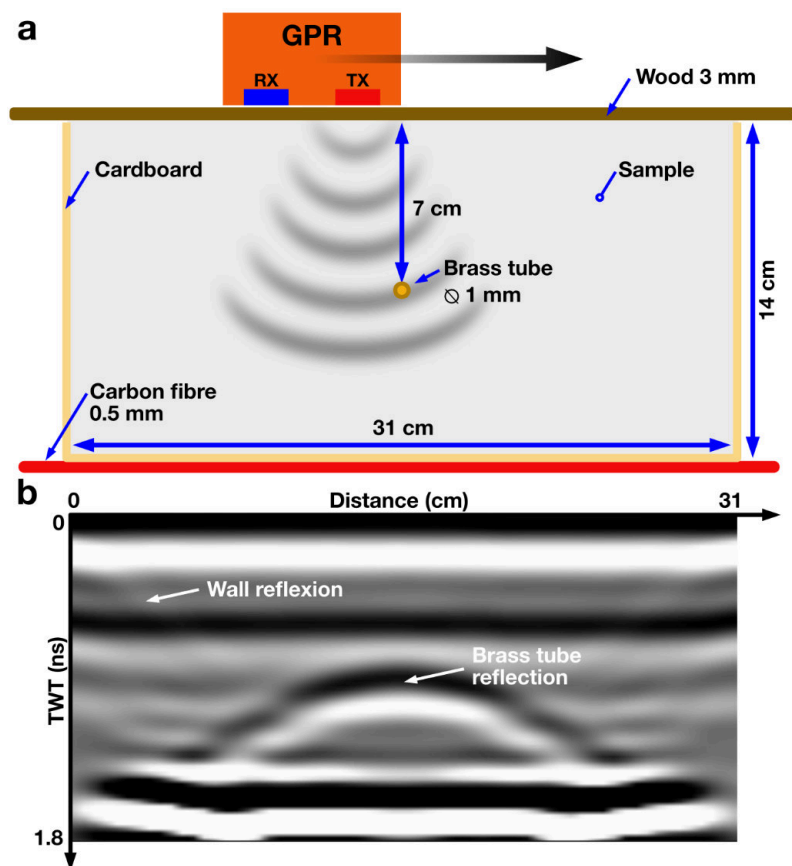 a
GPR
RX
TX
Wood 3 mm
Cardboard
Sample
7 cm
Brass tube
∅ 1 mm
14 cm
Carbon fibre
0.5 mm
31 cm
b
0
Distance (cm)
31
0
Wall reflexion
Brass tube
reflection
TWT (ns)
1.8